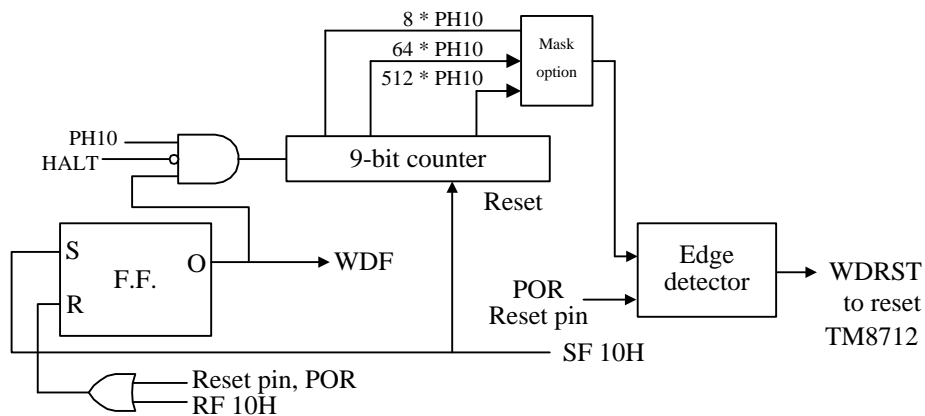 8 * PH10
64 * PH10
512 * PH10
Mask
option
PH10
HALT
9-bit counter
Reset
S
F.F.
O
R
WDF
Edge
detector
POR
Reset pin
WDRST
to reset
TM8712
SF 10H
Reset pin, POR
RF 10H